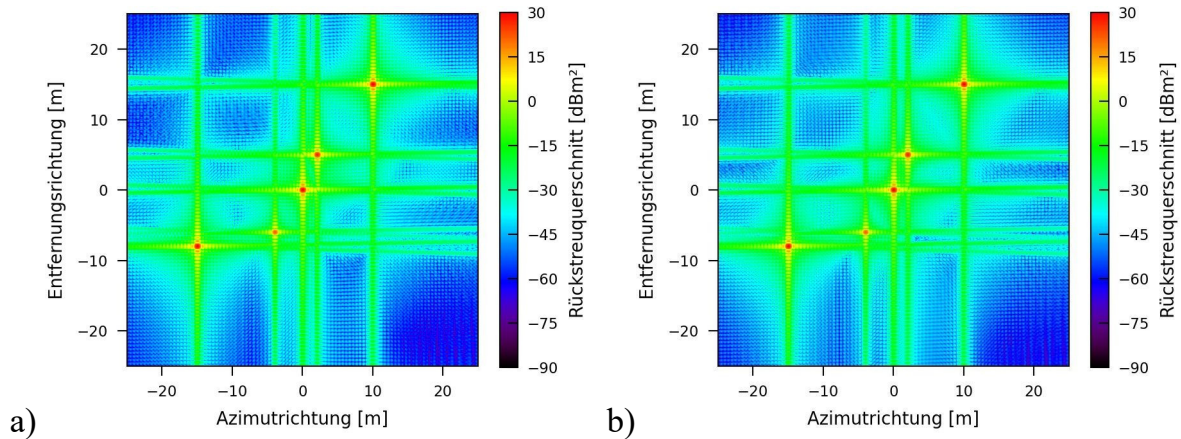 20
10
0
−10
−20
Entfernungsrichtung [m]
−20 −10 0 10 20
Azimutrichtung [m]
30
15
0
−15
−30
−45
−60
−75
−90
Rückstreuquerschnitt [dBm²]
a)
20
10
0
−10
−20
Entfernungsrichtung [m]
−20 −10 0 10 20
Azimutrichtung [m]
30
15
0
−15
−30
−45
−60
−75
−90
Rückstreuquerschnitt [dBm²]
b)